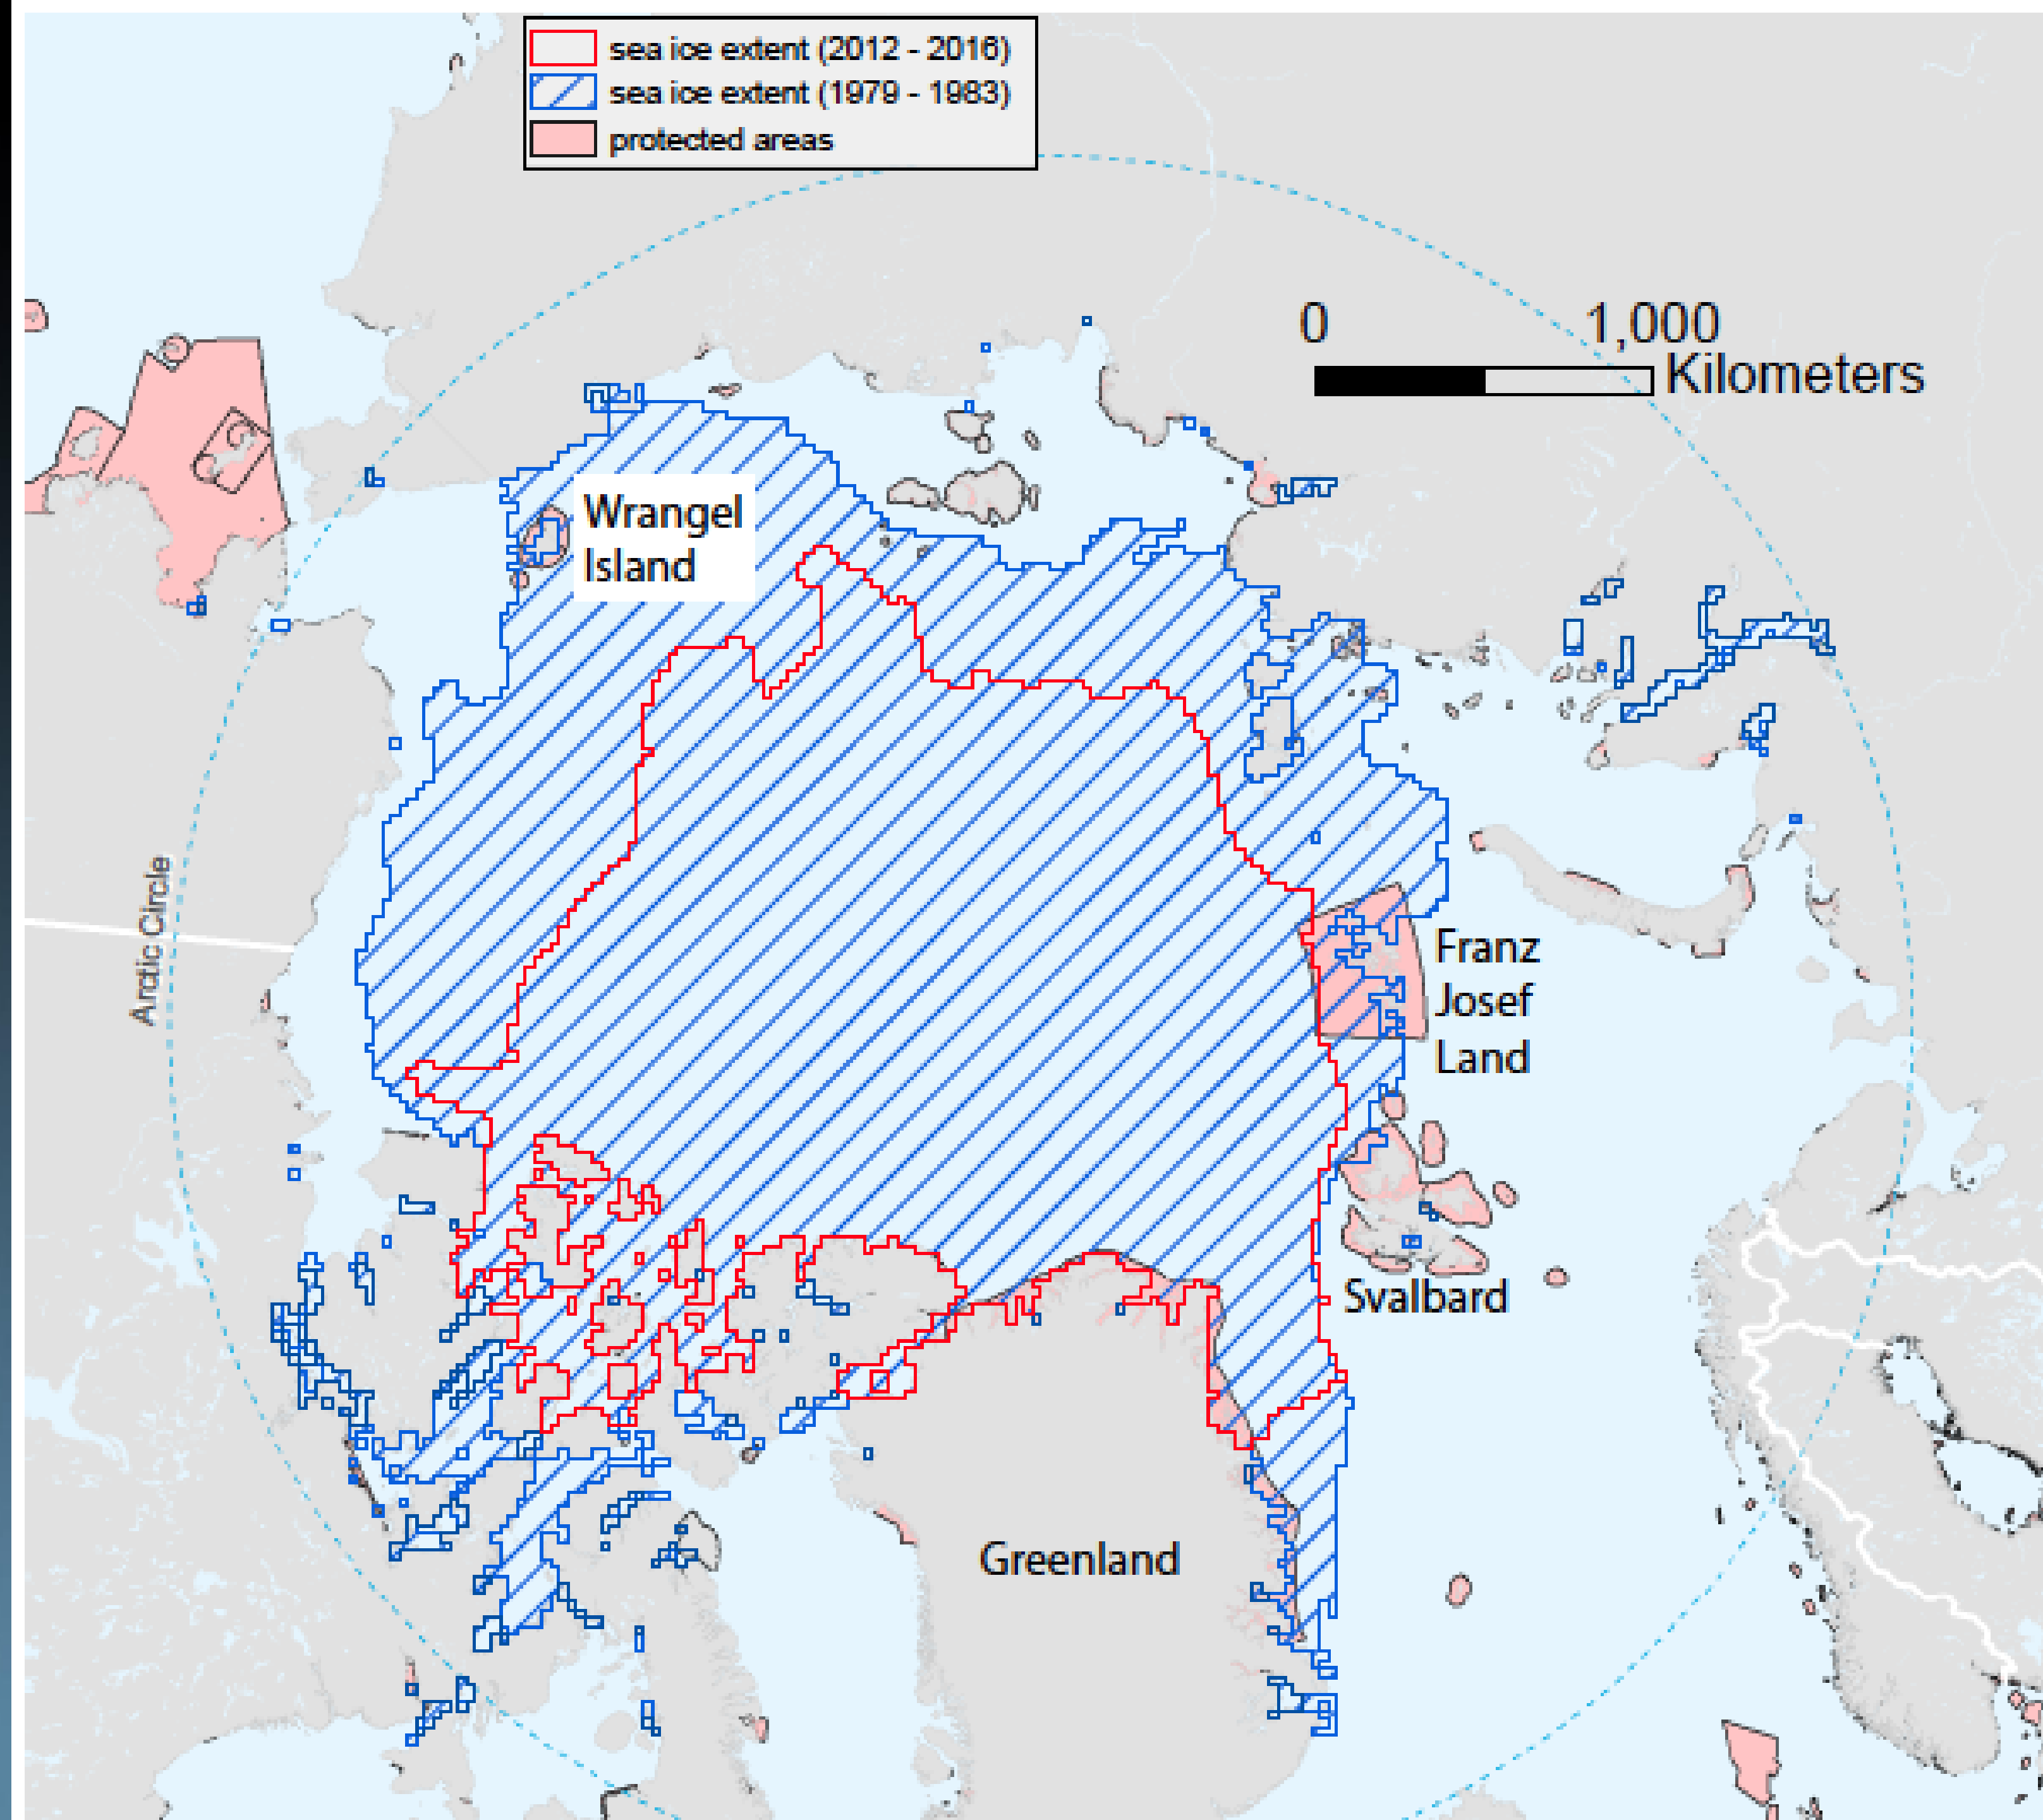 sea ice extent (2012 - 2016)
sea ice extent (1979 - 1983)
protected areas
0 1,000
Kilometers
Wrangel
Island
Arctic Circle
Franz
Josef
Land
Svalbard
Greenland